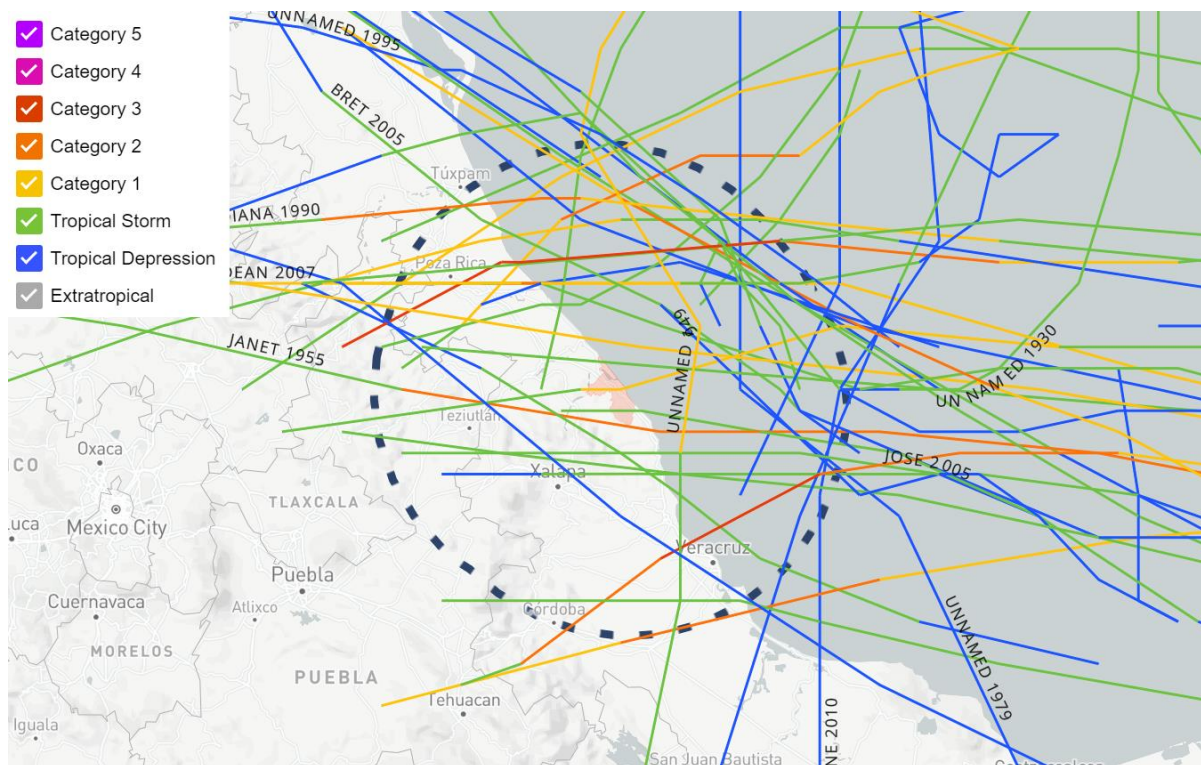 Category 5
Category 4
Category 3
Category 2
Category 1
Tropical Storm
Tropical Depression
Extratropical
UNNAMED 1995
BRET 2005
Túxpam
DIANA 1990
Poza Rica
DEAN 2007
JANET 1955
UNNAMED 1949
UN NAM ED 1930
Teziutlán
Oaxca
TLAXCALA
Xalapa
JOSE 2005
Mexico City
Veracruz
Puebla
Cuernavaca
Atlixco
Córdoba
MORELOS
PUEBLA
UNNAMED 1979
Tehuacan
Iguala
NE 2010
San Juan Bautista